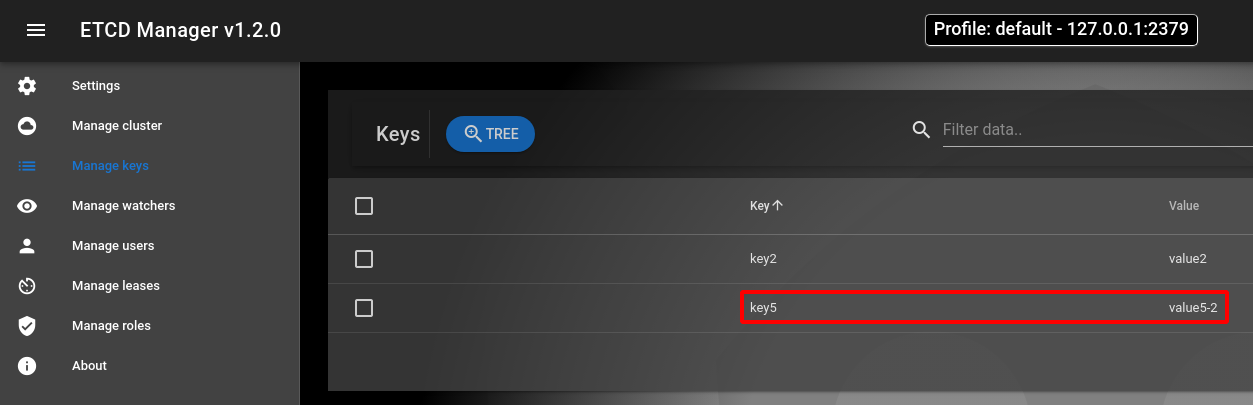 ETCD Manager v1.2.0
Profile: default - 127.0.0.1:2379
Settings
Manage cluster
Manage keys
Manage watchers
Manage users
Manage leases
Manage roles
About
Keys
TREE
Filter data..
Key Value
key2 value2
key5 value5-2